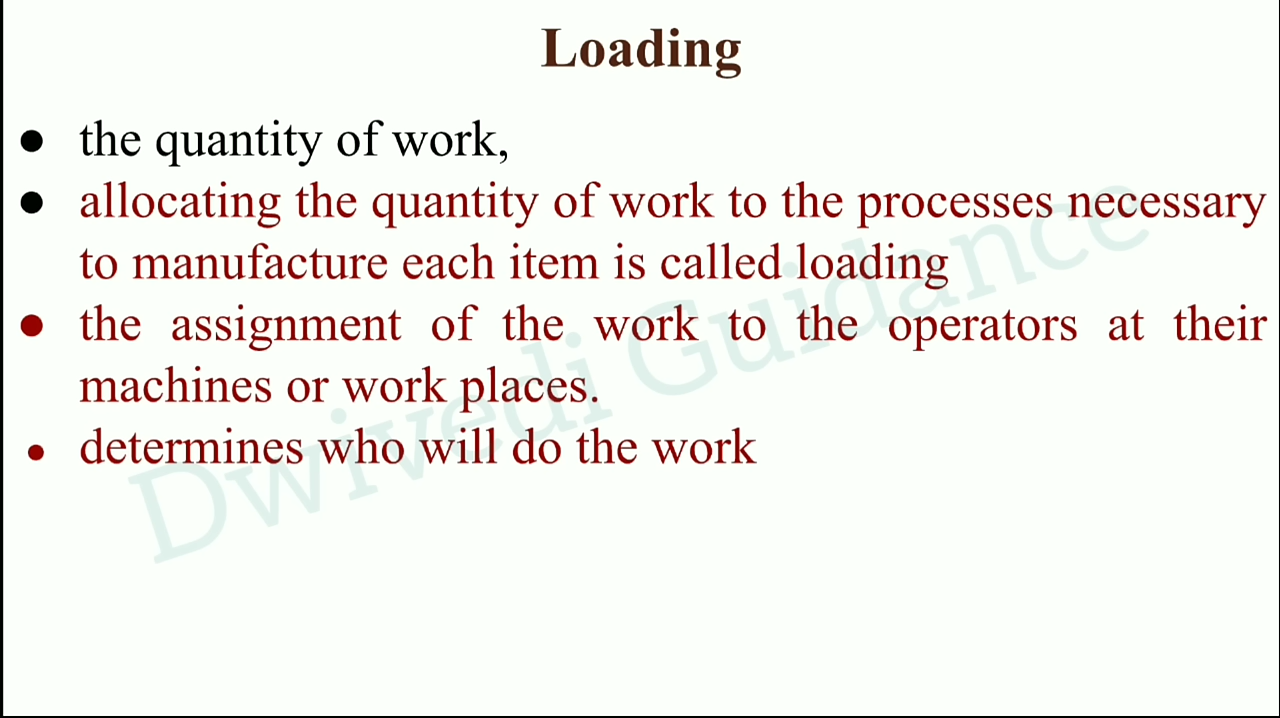 Loading
● the quantity of work,
● allocating the quantity of work to the processes necessary
to manufacture each item is called loading
● the assignment of the work to the operators at their
machines or work places.
● determines who will do the work
Dwivedi Guidance